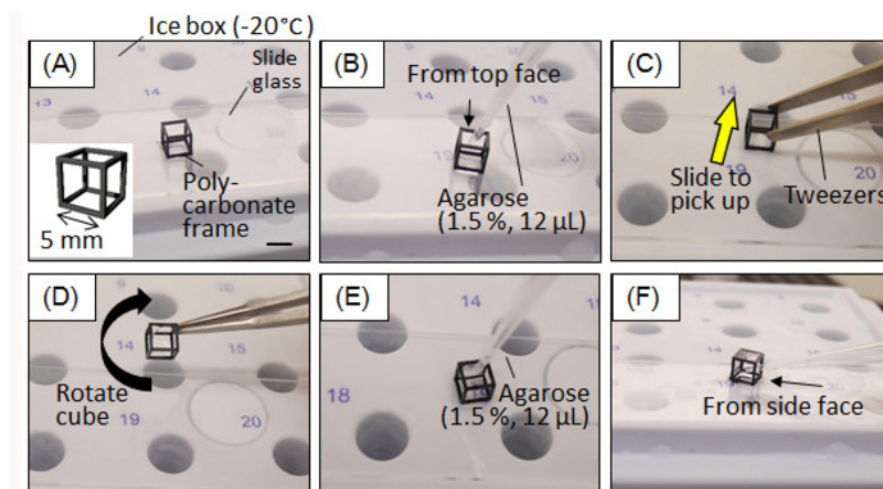 Ice box (-20°C)
(A)
Slide
glass
13
14
Poly-
carbonate
frame
5 mm
(B)
From top face
14
15
19
20
Agarose
(1.5 %, 12 µL)
(C)
14
19
20
Slide to
pick up
Tweezers
(D)
14
15
Rotate
cube
19
20
(E)
14
18
Agarose
(1.5 %, 12 µL)
(F)
14
From side face